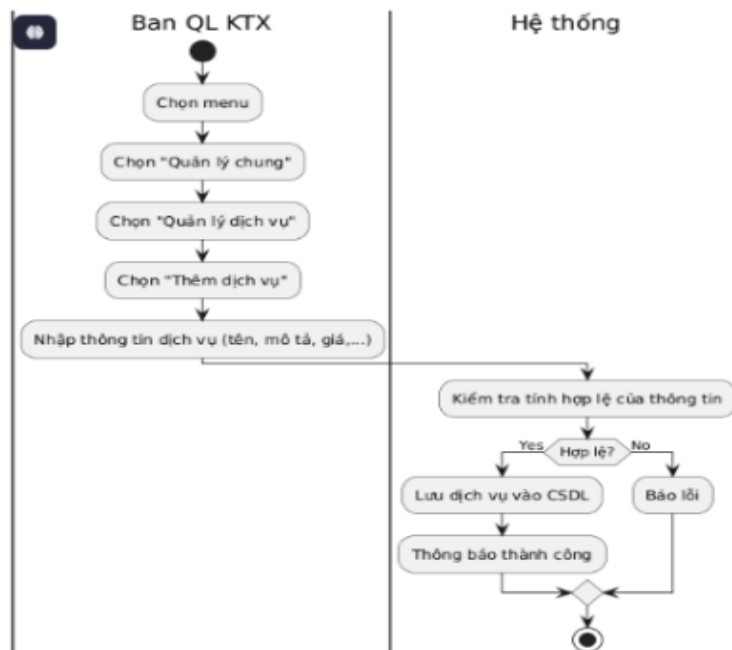 Ban QL KTX
Hệ thống
Chọn menu
Chọn "Quản lý chung"
Chọn "Quản lý dịch vụ"
Chọn "Thêm dịch vụ"
Nhập thông tin dịch vụ (tên, mô tả, giá,...)
Kiểm tra tính hợp lệ của thông tin
Yes
Hợp lệ?
No
Lưu dịch vụ vào CSDL
Báo lỗi
Thông báo thành công